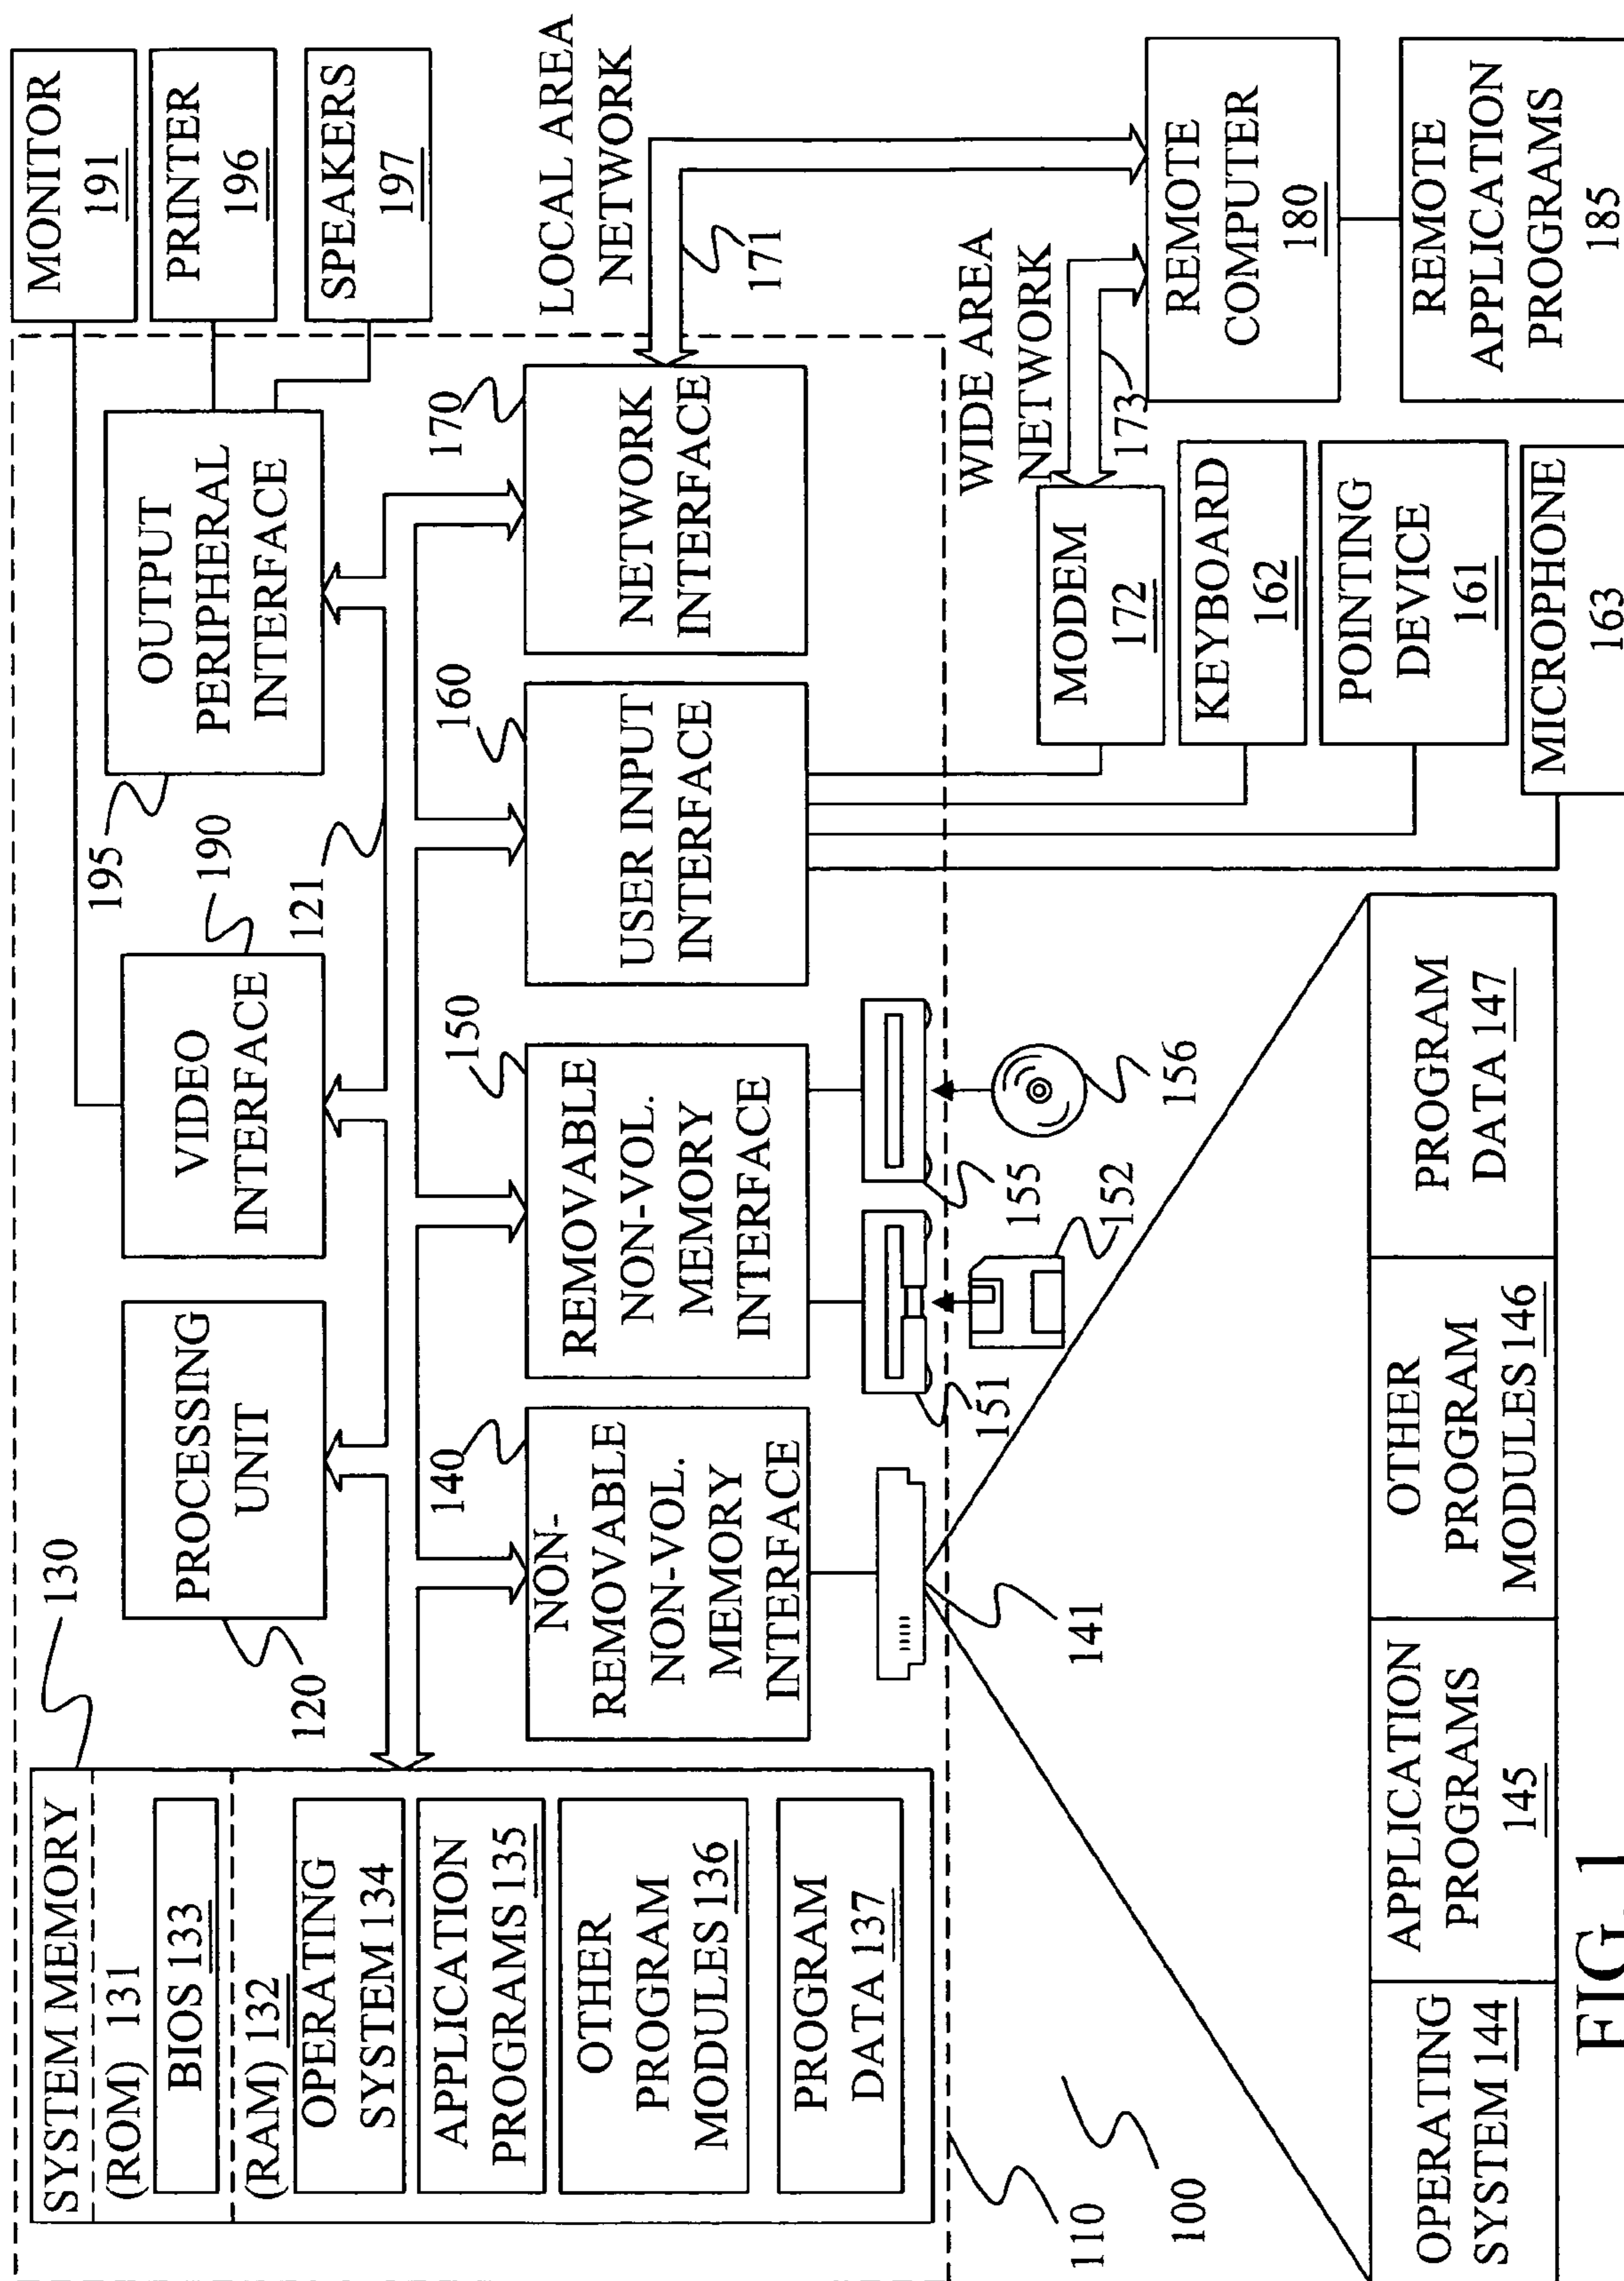 SYSTEM MEMORY
(ROM) 131
BIOS 133
(RAM) 132
OPERATING
SYSTEM 134
APPLICATION
PROGRAMS 135
OTHER
PROGRAM
MODULES 136
PROGRAM
DATA 137
130
120
PROCESSING
UNIT
VIDEO
INTERFACE
190
195
121
OUTPUT
PERIPHERAL
INTERFACE
MONITOR
191
PRINTER
196
SPEAKERS
197
140
NON-
REMOVABLE
NON-VOL.
MEMORY
INTERFACE
150
REMOVABLE
NON-VOL.
MEMORY
INTERFACE
160
USER INPUT
INTERFACE
170
NETWORK
INTERFACE
LOCAL AREA
NETWORK
171
WIDE AREA
NETWORK
173
141
151
152
155
156
MODEM
172
KEYBOARD
162
POINTING
DEVICE
161
MICROPHONE
163
REMOTE
COMPUTER
180
REMOTE
APPLICATION
PROGRAMS
185
110
100
OPERATING
SYSTEM 144
APPLICATION
PROGRAMS
145
OTHER
PROGRAM
MODULES 146
PROGRAM
DATA 147
FIG. 1